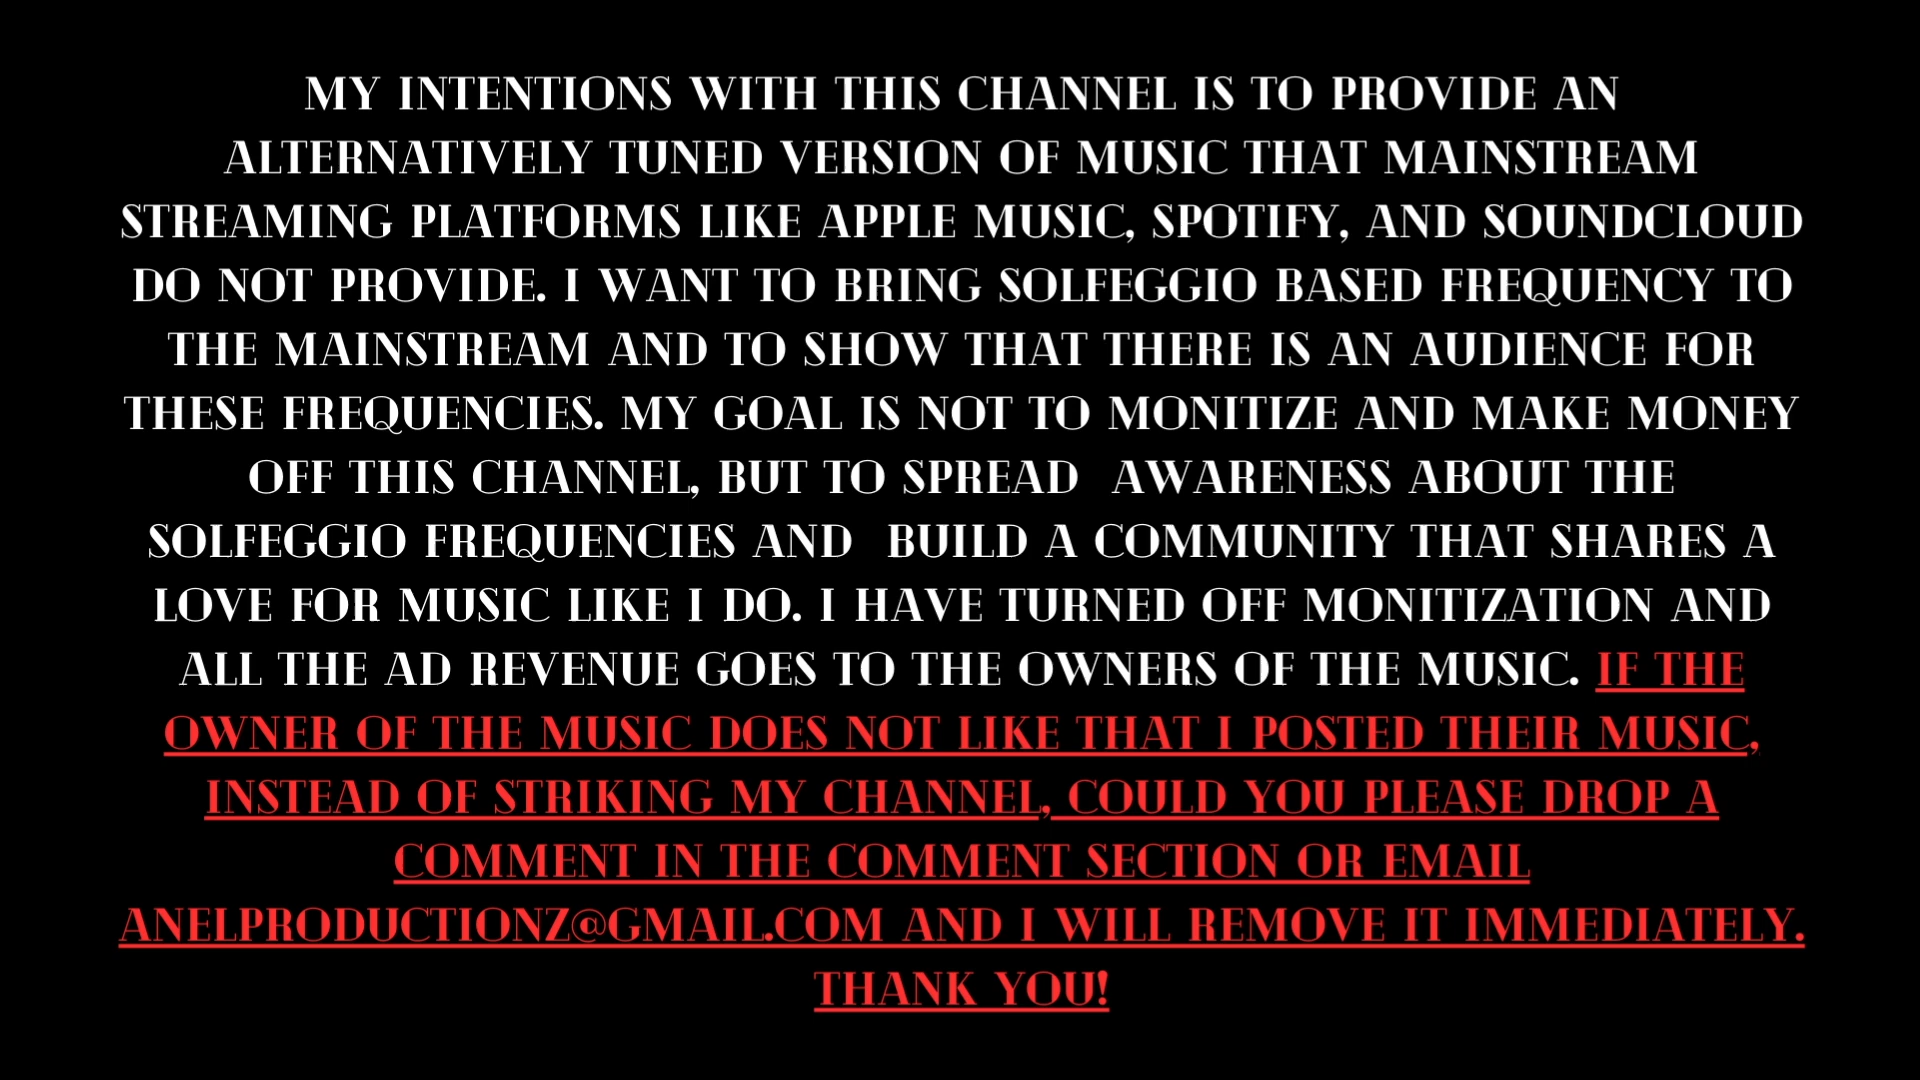 MY INTENTIONS WITH THIS CHANNEL IS TO PROVIDE AN
ALTERNATIVELY TUNED VERSION OF MUSIC THAT MAINSTREAM
STREAMING PLATFORMS LIKE APPLE MUSIC, SPOTIFY, AND SOUNDCLOUD
DO NOT PROVIDE. I WANT TO BRING SOLFEGGIO BASED FREQUENCY TO
THE MAINSTREAM AND TO SHOW THAT THERE IS AN AUDIENCE FOR
THESE FREQUENCIES. MY GOAL IS NOT TO MONITIZE AND MAKE MONEY
OFF THIS CHANNEL, BUT TO SPREAD  AWARENESS ABOUT THE
SOLFEGGIO FREQUENCIES AND  BUILD A COMMUNITY THAT SHARES A
LOVE FOR MUSIC LIKE I DO. I HAVE TURNED OFF MONITIZATION AND
ALL THE AD REVENUE GOES TO THE OWNERS OF THE MUSIC. IF THE
OWNER OF THE MUSIC DOES NOT LIKE THAT I POSTED THEIR MUSIC,
INSTEAD OF STRIKING MY CHANNEL, COULD YOU PLEASE DROP A
COMMENT IN THE COMMENT SECTION OR EMAIL
ANELPRODUCTIONZ@GMAIL.COM AND I WILL REMOVE IT IMMEDIATELY.
THANK YOU!